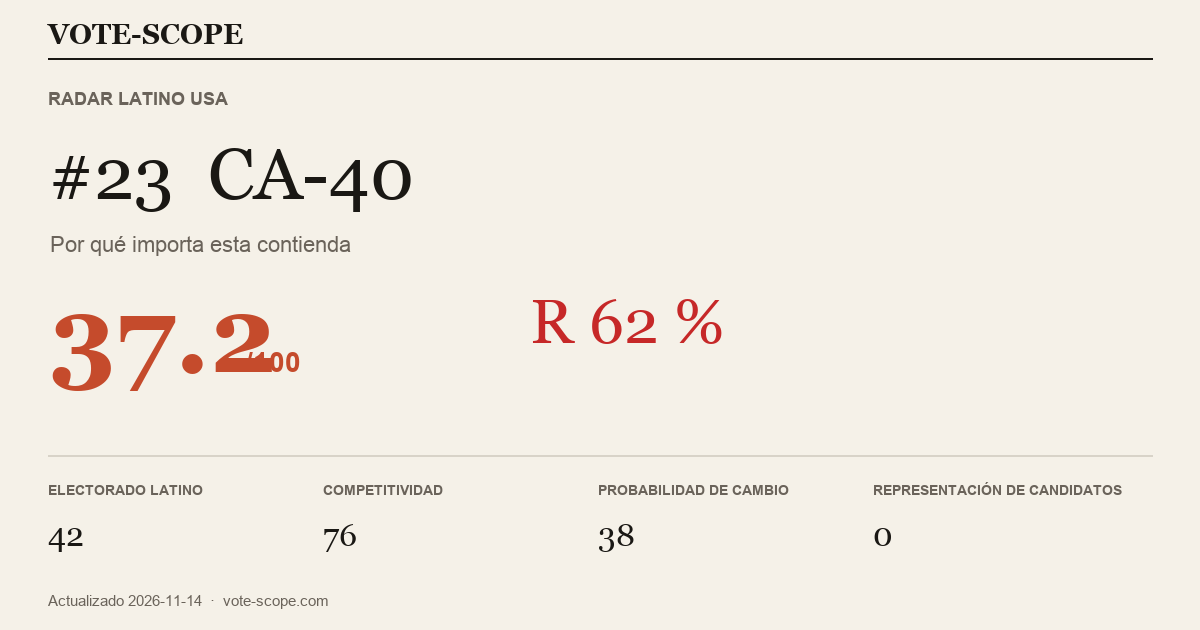 VOTE-SCOPE
RADAR LATINO USA
#23 CA-40
Por qué importa esta contienda
37.2/100
R 62 %
ELECTORADO LATINO
COMPETITIVIDAD
PROBABILIDAD DE CAMBIO
REPRESENTACIÓN DE CANDIDATOS
42
76
38
0
Actualizado 2026-11-14 · vote-scope.com